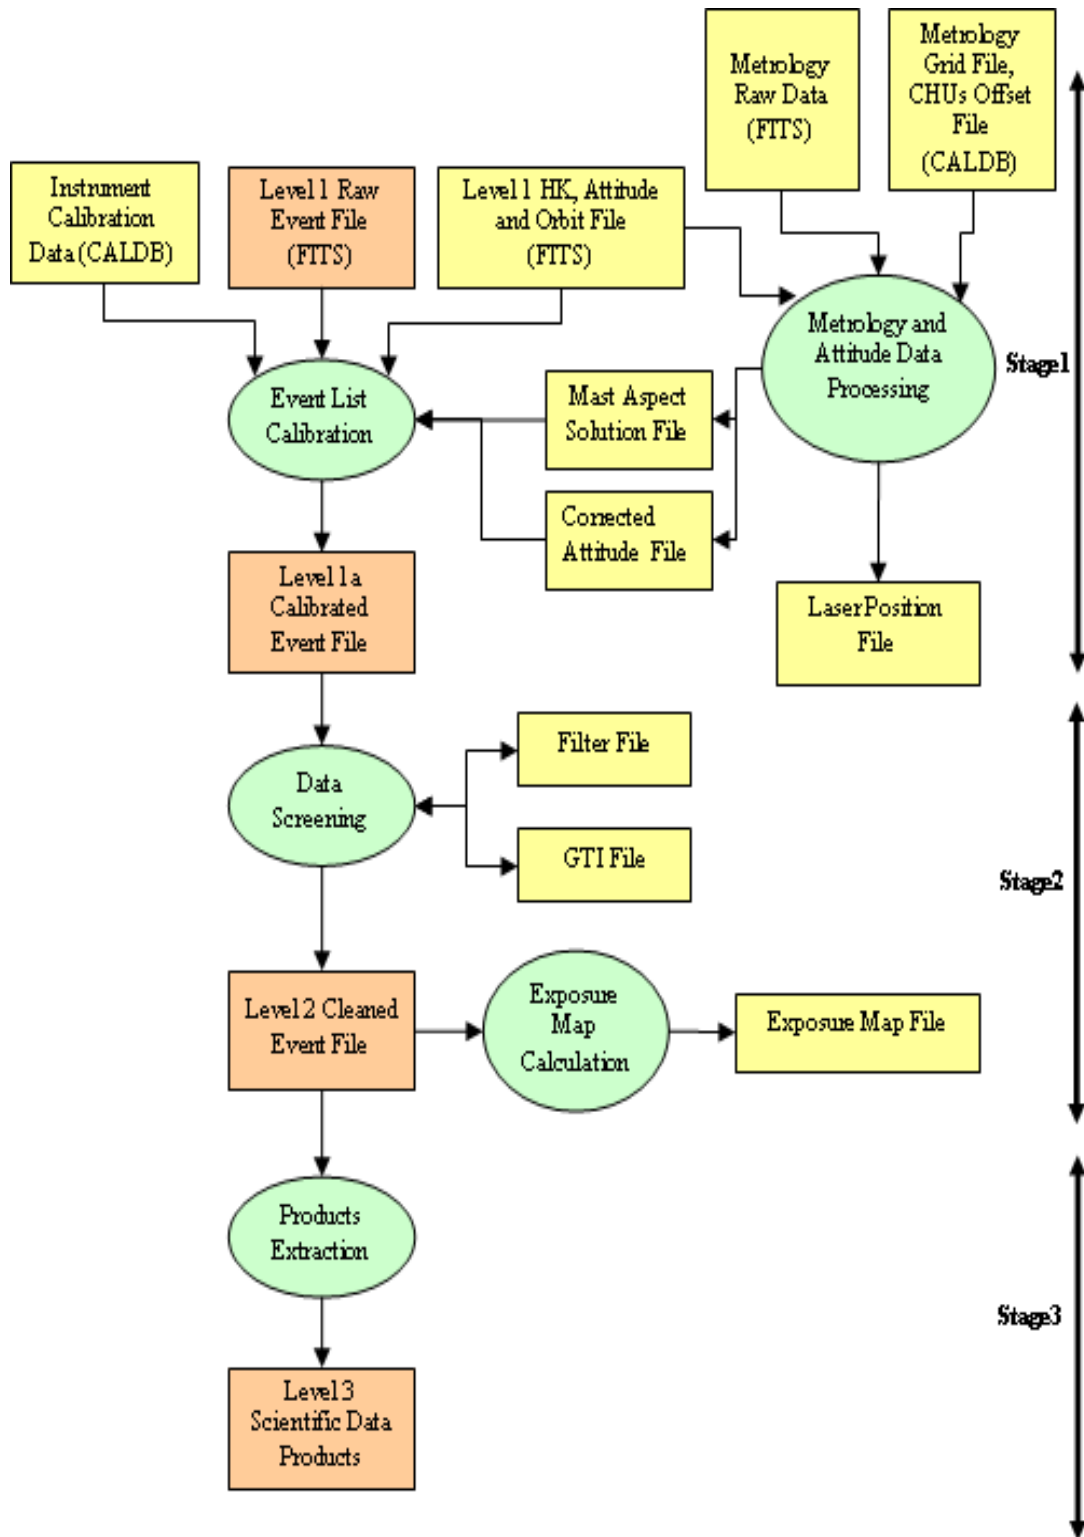 Metrology
Raw Data
(FITS)
Metrology
Grid File,
CHUs Offset
File
(CALDB)
Instrument
Calibration
Data (CALDB)
Level 1 Raw
Event File
(FITS)
Level 1 HK, Attitude
and Orbit File
(FITS)
Metrology and
Attitude Data
Processing
Stage1
Event List
Calibration
Mast Aspect
Solution File
Corrected
Attitude File
Level 1a
Calibrated
Event File
Laser Position
File
Filter File
Data
Screening
GTI File
Stage2
Level 2 Cleaned
Event File
Exposure
Map
Calculation
Exposure Map File
Products
Extraction
Stage3
Level 3
Scientific Data
Products